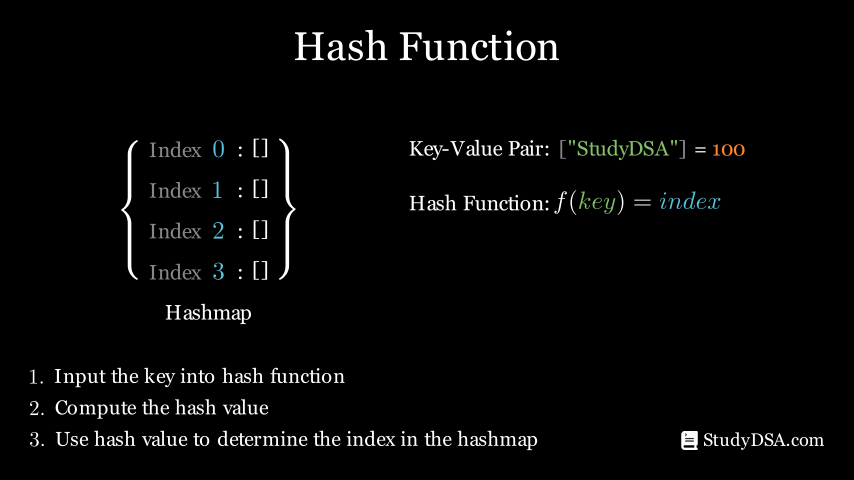 Hash Function
Index 0 : []
Index 1 : []
Index 2 : []
Index 3 : []
Hashmap
Key-Value Pair: ["StudyDSA"] = 100
Hash Function: f(key) = index
1. Input the key into hash function
2. Compute the hash value
3. Use hash value to determine the index in the hashmap
StudyDSA.com